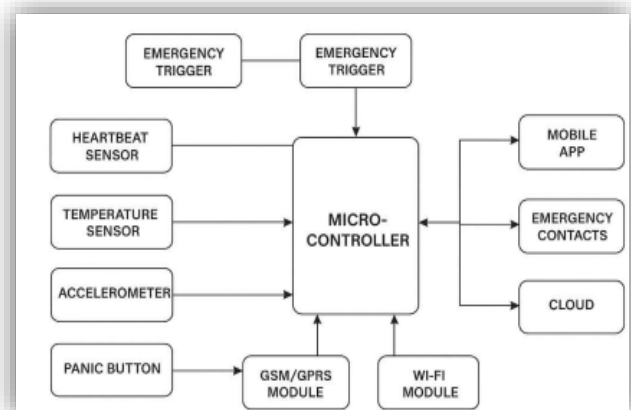 EMERGENCY
TRIGGER
EMERGENCY
TRIGGER
HEARTBEAT
SENSOR
TEMPERATURE
SENSOR
ACCELEROMETER
PANIC BUTTON
MICRO-
CONTROLLER
GSM/GPRS
MODULE
WI-FI
MODULE
MOBILE
APP
EMERGENCY
CONTACTS
CLOUD